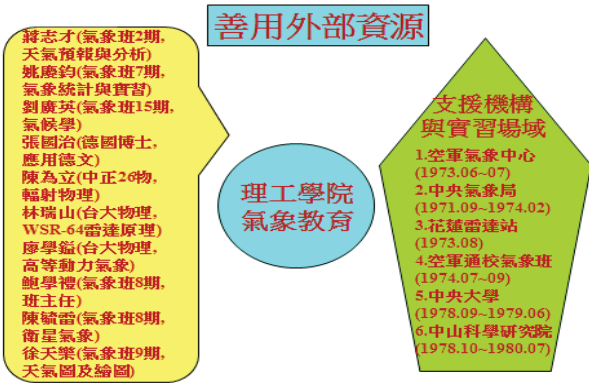 善用外部資源
蔣志才(氣象班2期,
天氣預報與分析)
姚慶鈞(氣象班7期,
氣象統計與實習)
劉廣英(氣象班15期,
氣候學)
張國治(德國博士,
應用德文)
陳為立(中正26物,
輻射物理)
林瑞山(台大物理,
WSR-64雷達原理)
廖學鎰(台大物理,
高等動力氣象)
鮑學禮(氣象班8期,
班主任)
陳毓雷(氣象班8期,
衛星氣象)
徐天樂(氣象班9期,
天氣圖及繪圖)
理工學院
氣象教育
支援機構
與實習場域
1.空軍氣象中心
(1973.06~07)
2.中央氣象局
(1971.09~1974.02)
3.花蓮雷達站
(1973.08)
4.空軍通校氣象班
(1974.07~09)
5.中央大學
(1978.09~1979.06)
6.中山科學研究院
(1978.10~1980.07)